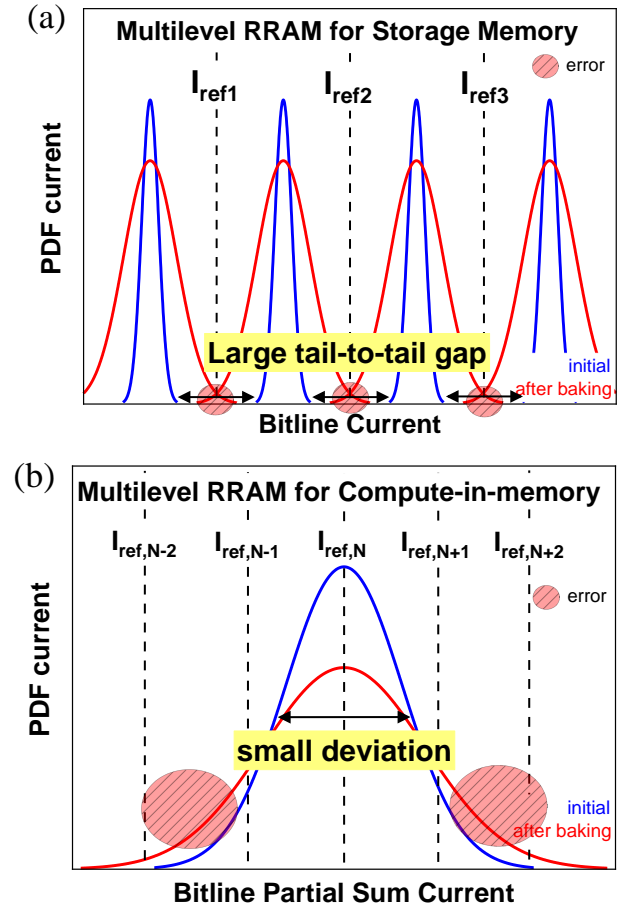 (a)
Multilevel RRAM for Storage Memory
error
Iref1 Iref2 Iref3
PDF current
Large tail-to-tail gap
initial
after baking
Bitline Current
(b)
Multilevel RRAM for Compute-in-memory
Iref,N-2 Iref,N-1 Iref,N Iref,N+1 Iref,N+2
error
PDF current
small deviation
initial
after baking
Bitline Partial Sum Current